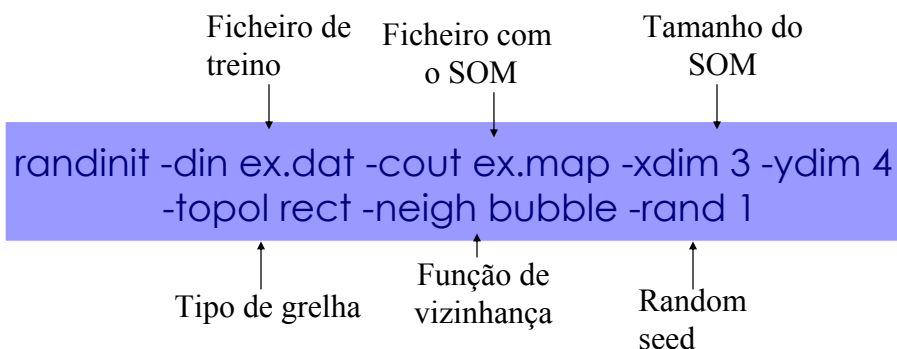 Ficheiro de
treino
Ficheiro com
o SOM
Tamanho do
SOM
randinit -din ex.dat -cout ex.map -xdim 3 -ydim 4
-topol rect -neigh bubble -rand 1
Tipo de grelha
Função de
vizinhança
Random
seed